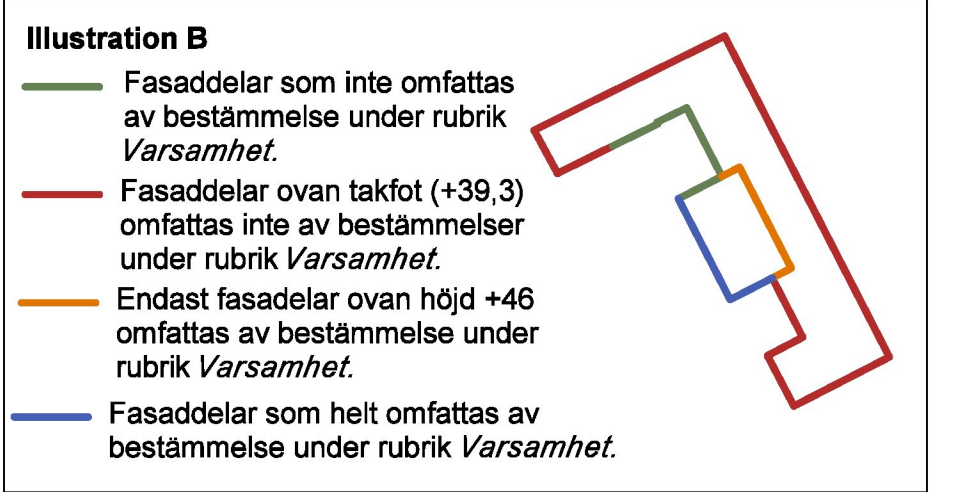 Illustration B
Fasaddelar som inte omfattas
av bestämmelse under rubrik
Varsamhet.
Fasaddelar ovan takfot (+39,3)
omfattas inte av bestämmelser
under rubrik Varsamhet.
Endast fasadelar ovan höjd +46
omfattas av bestämmelse under
rubrik Varsamhet.
Fasaddelar som helt omfattas av
bestämmelse under rubrik Varsamhet.